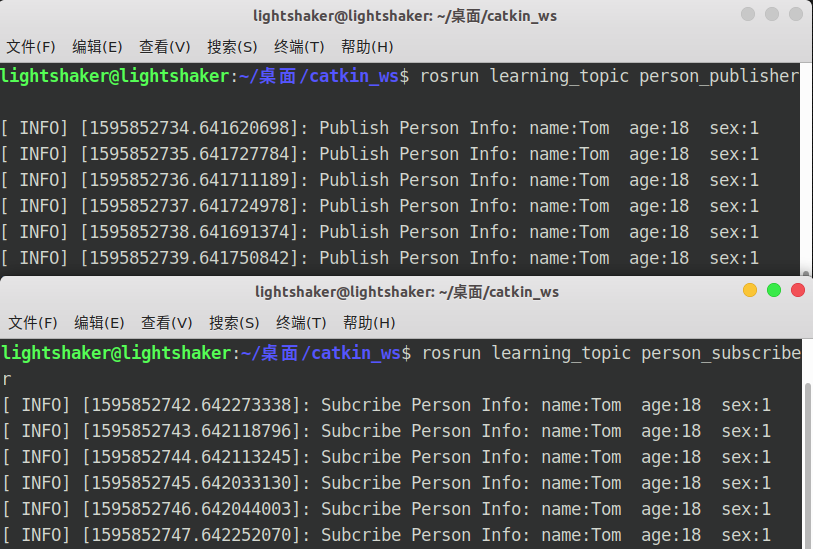 lightshaker@lightshaker: ~/桌面/catkin_ws
文件(F) 编辑(E) 查看(V) 搜索(S) 终端(T) 帮助(H)
lightshaker@lightshaker:~/桌面/catkin_ws$ rosrun learning_topic person_publisher
[ INFO] [1595852734.641620698]: Publish Person Info: name:Tom  age:18  sex:1
[ INFO] [1595852735.641727784]: Publish Person Info: name:Tom  age:18  sex:1
[ INFO] [1595852736.641711189]: Publish Person Info: name:Tom  age:18  sex:1
[ INFO] [1595852737.641724978]: Publish Person Info: name:Tom  age:18  sex:1
[ INFO] [1595852738.641691374]: Publish Person Info: name:Tom  age:18  sex:1
[ INFO] [1595852739.641750842]: Publish Person Info: name:Tom  age:18  sex:1
lightshaker@lightshaker: ~/桌面/catkin_ws
文件(F) 编辑(E) 查看(V) 搜索(S) 终端(T) 帮助(H)
lightshaker@lightshaker:~/桌面/catkin_ws$ rosrun learning_topic person_subscribe
r
[ INFO] [1595852742.642273338]: Subcribe Person Info: name:Tom  age:18  sex:1
[ INFO] [1595852743.642118796]: Subcribe Person Info: name:Tom  age:18  sex:1
[ INFO] [1595852744.642113245]: Subcribe Person Info: name:Tom  age:18  sex:1
[ INFO] [1595852745.642033130]: Subcribe Person Info: name:Tom  age:18  sex:1
[ INFO] [1595852746.642044003]: Subcribe Person Info: name:Tom  age:18  sex:1
[ INFO] [1595852747.642252070]: Subcribe Person Info: name:Tom  age:18  sex:1